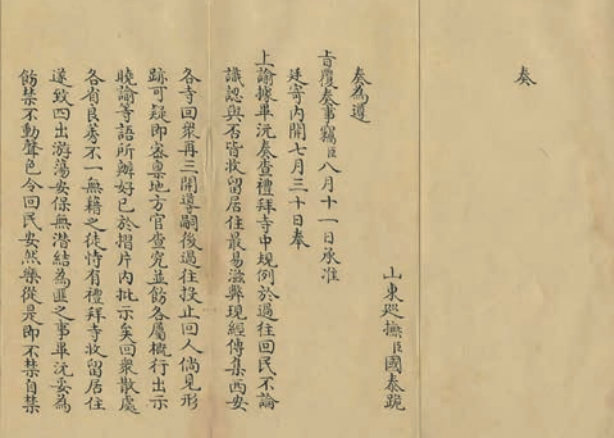 奏
山東巡撫臣國泰跪
奏為遵
旨覆奏事竊臣八月十一日承准
廷寄內開七月三十日奉
上諭據畢沅奏查禮拜寺中規例於過往回民不論
識認與否皆收留居住最易滋弊現經傳集西安
各寺回衆再三開導嗣後過往投止回人倘見形
跡可疑即密禀地方官查究並飭各屬概行出示
曉諭等語所辦好已於摺片內批示矣回衆散處
各省良莠不一無籍之徒恃有禮拜寺收留居住
遂致四出游蕩安保無潛結為匪之事畢沅妥為
飭禁不動聲色令回民安然樂從是即不禁自禁